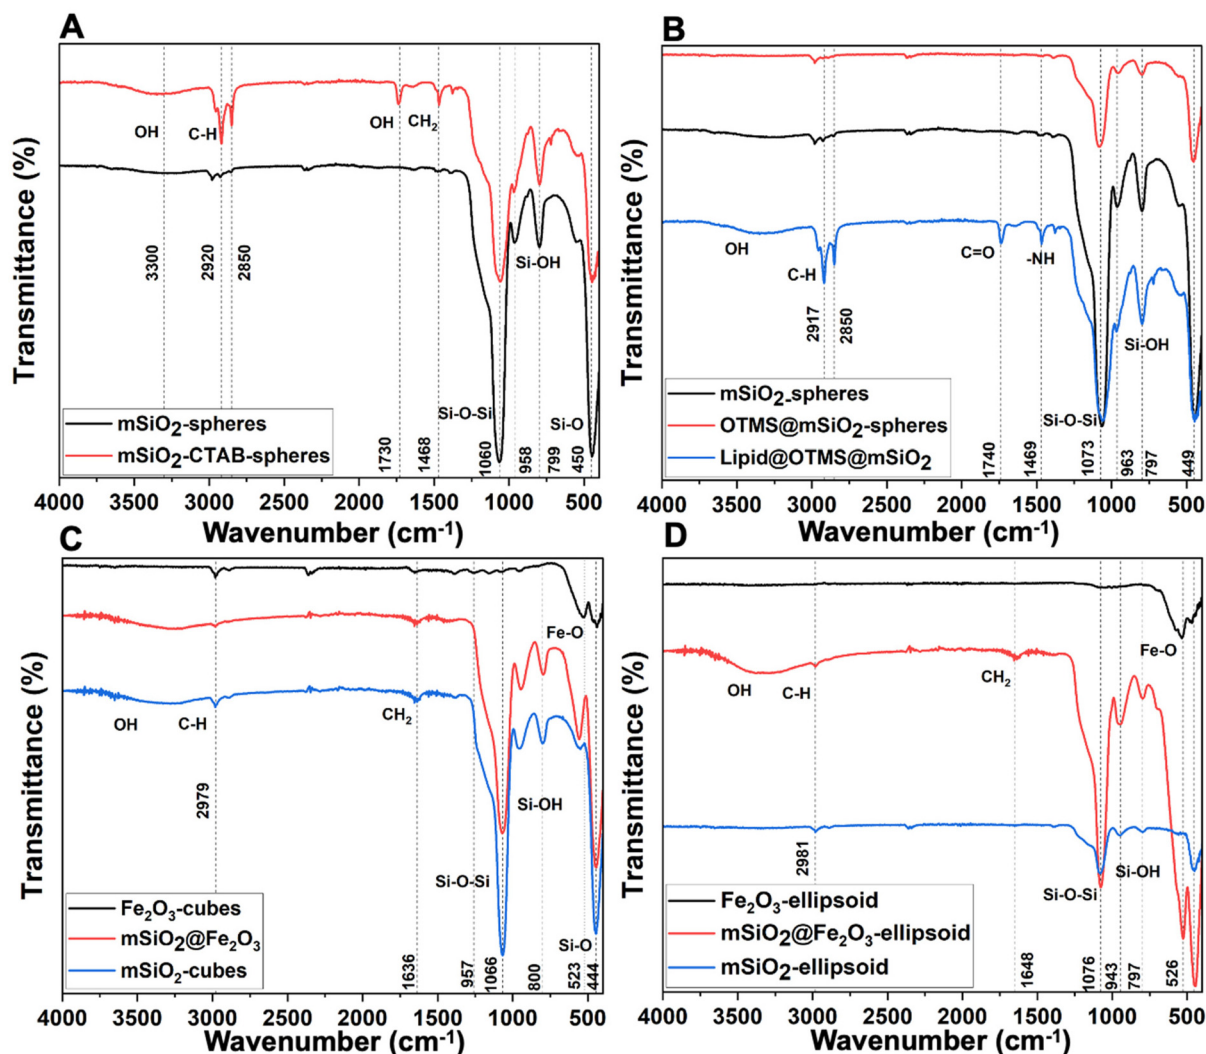 A
Transmittance (%)
OH
C-H
OH
CH2
3300
2920
2850
Si-OH
Si-O-Si
Si-O
mSiO2-spheres
mSiO2-CTAB-spheres
1730
1468
1060
958
799
450
4000 3500 3000 2500 2000 1500 1000 500
Wavenumber (cm-1)
B
Transmittance (%)
OH
C-H
C=O
-NH
2917
2850
Si-OH
Si-O-Si
mSiO2-spheres
OTMS@mSiO2-spheres
Lipid@OTMS@mSiO2
1740
1469
1073
963
797
449
4000 3500 3000 2500 2000 1500 1000 500
Wavenumber (cm-1)
C
Transmittance (%)
Fe-O
OH
C-H
CH2
2979
Si-OH
Si-O-Si
Si-O
Fe2O3-cubes
mSiO2@Fe2O3
mSiO2-cubes
1636
957
1066
800
523
444
4000 3500 3000 2500 2000 1500 1000 500
Wavenumber (cm-1)
D
Transmittance (%)
Fe-O
OH
C-H
CH2
2981
Si-OH
Si-O-Si
Fe2O3-ellipsoid
mSiO2@Fe2O3-ellipsoid
mSiO2-ellipsoid
1648
1076
943
797
526
4000 3500 3000 2500 2000 1500 1000 500
Wavenumber (cm-1)